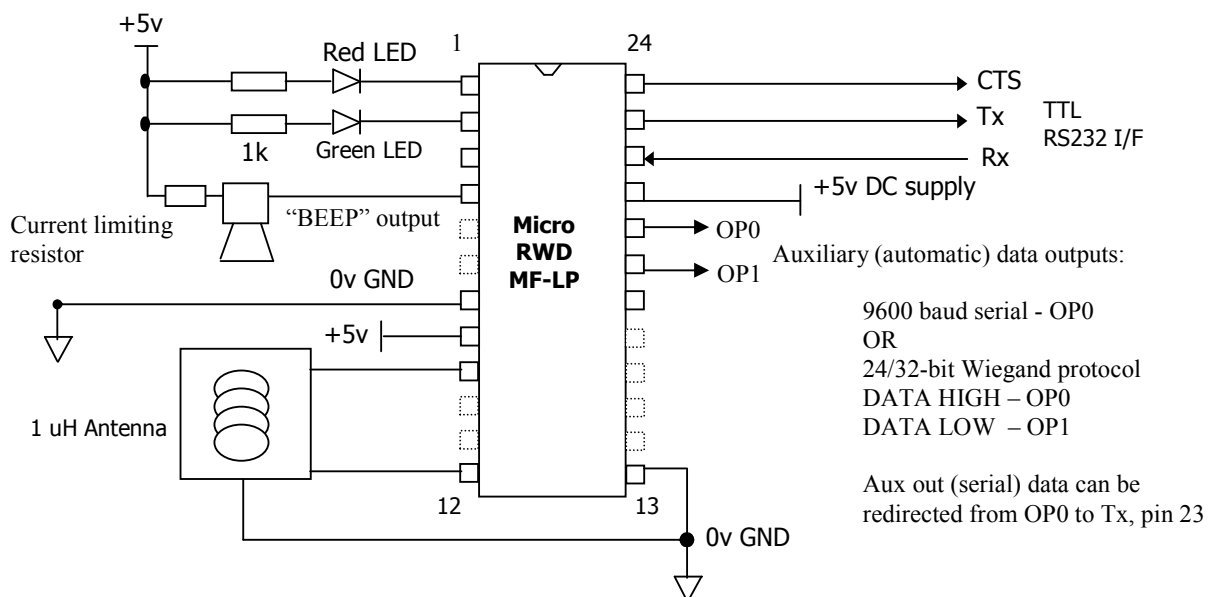 +5v
Red LED
1
24
CTS
Tx
TTL
RS232 I/F
Rx
1k
Green LED
+5v DC supply
Current limiting
resistor
“BEEP” output
Micro
RWD
MF-LP
OP0
OP1
Auxiliary (automatic) data outputs:
0v GND
+5v
9600 baud serial - OP0
OR
24/32-bit Wiegand protocol
DATA HIGH – OP0
DATA LOW – OP1
1 uH Antenna
12
13
Aux out (serial) data can be
redirected from OP0 to Tx, pin 23
0v GND